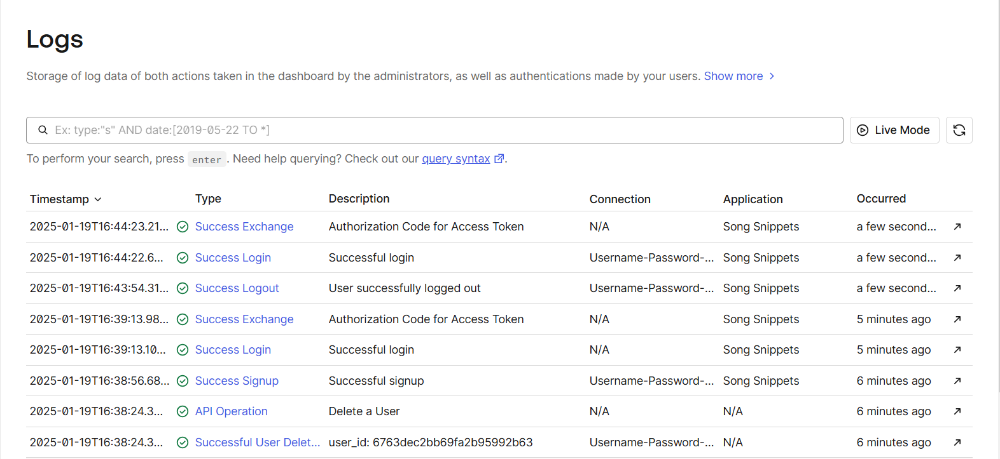 Logs
Storage of log data of both actions taken in the dashboard by the administrators, as well as authentications made by your users. Show more
Ex: type:"s" AND date:[2019-05-22 TO *]
Live Mode
To perform your search, press enter. Need help querying? Check out our query syntax.
Timestamp Type Description Connection Application Occurred
2025-01-19T16:44:23.21... Success Exchange Authorization Code for Access Token N/A Song Snippets a few second...
2025-01-19T16:44:22.6... Success Login Successful login Username-Password-... Song Snippets a few second...
2025-01-19T16:43:54.31... Success Logout User successfully logged out Username-Password-... Song Snippets a few second...
2025-01-19T16:39:13.98... Success Exchange Authorization Code for Access Token N/A Song Snippets 5 minutes ago
2025-01-19T16:39:13.10... Success Login Successful login N/A Song Snippets 5 minutes ago
2025-01-19T16:38:56.68... Success Signup Successful signup Username-Password-... Song Snippets 6 minutes ago
2025-01-19T16:38:24.3... API Operation Delete a User N/A N/A 6 minutes ago
2025-01-19T16:38:24.3... Successful User Delet... user_id: 6763dec2bb69fa2b95992b63 Username-Password-... N/A 6 minutes ago